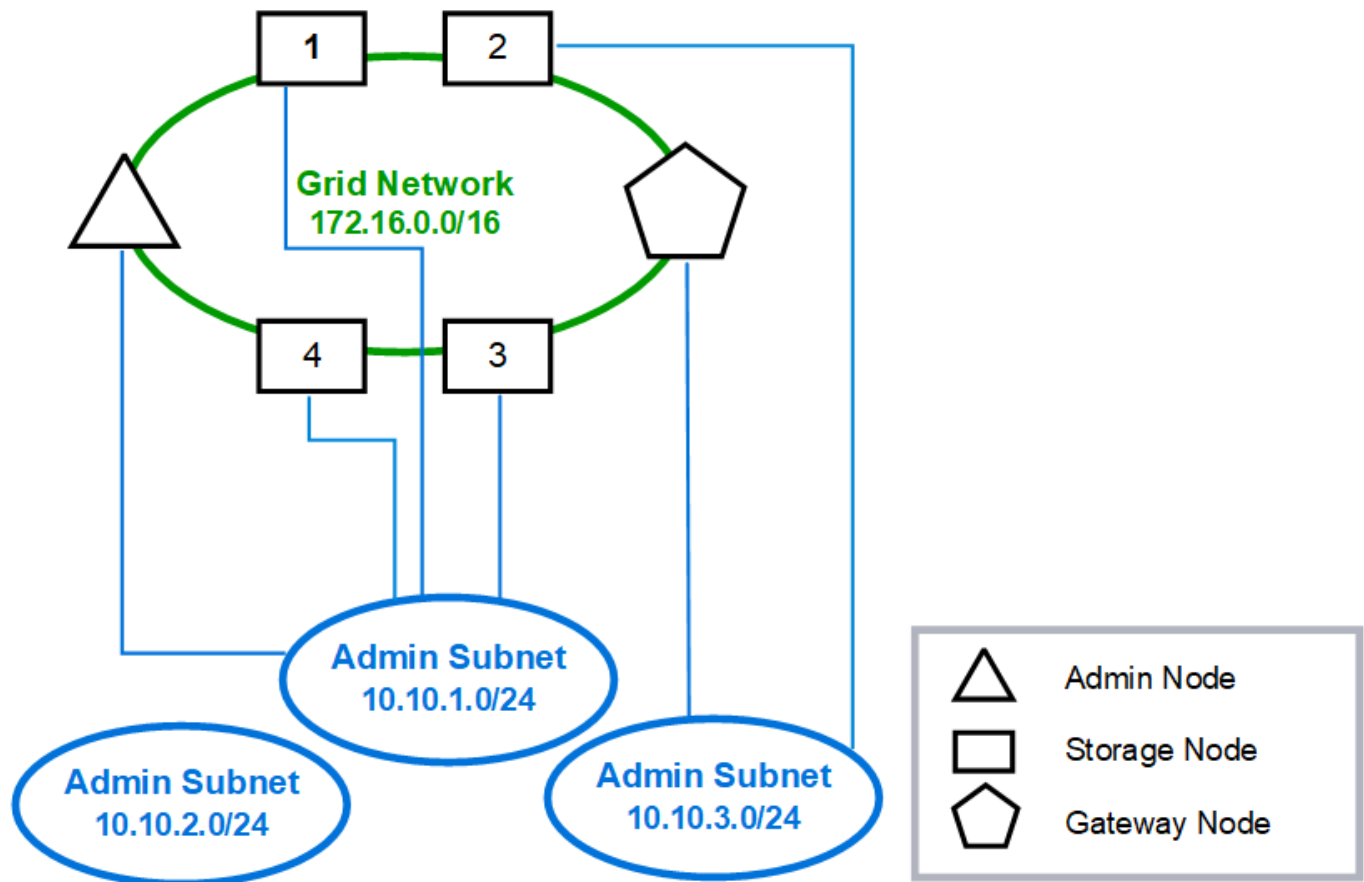 1
2
Grid Network
172.16.0.0/16
4
3
Admin Subnet
10.10.1.0/24
Admin Subnet
10.10.2.0/24
Admin Subnet
10.10.3.0/24
Admin Node
Storage Node
Gateway Node